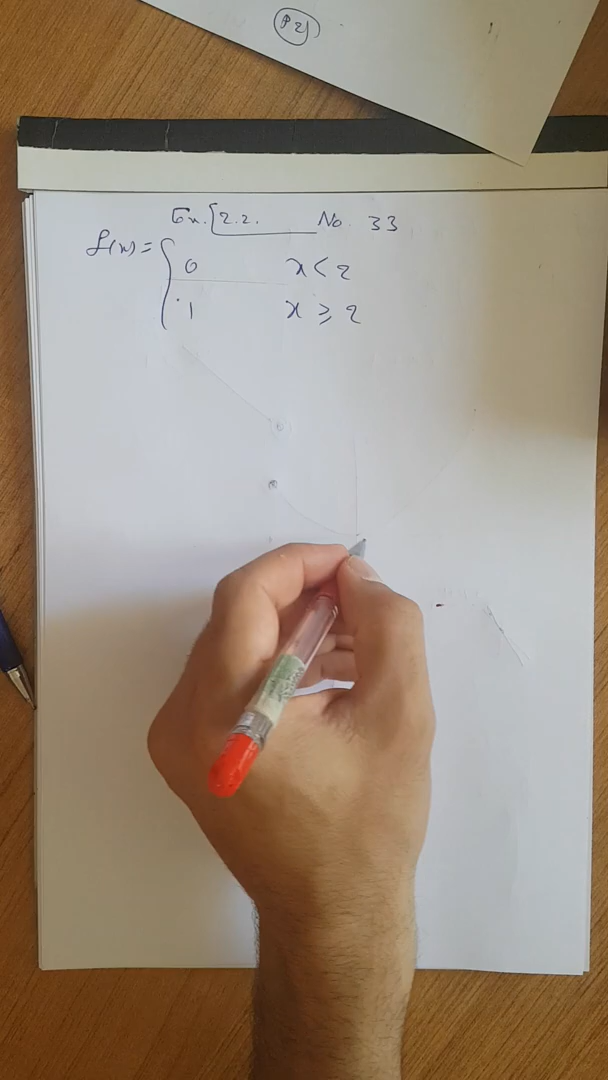 P2)
Ex. 2.2. No. 33
f(x) = { 0 x < 2
1 x ≥ 2